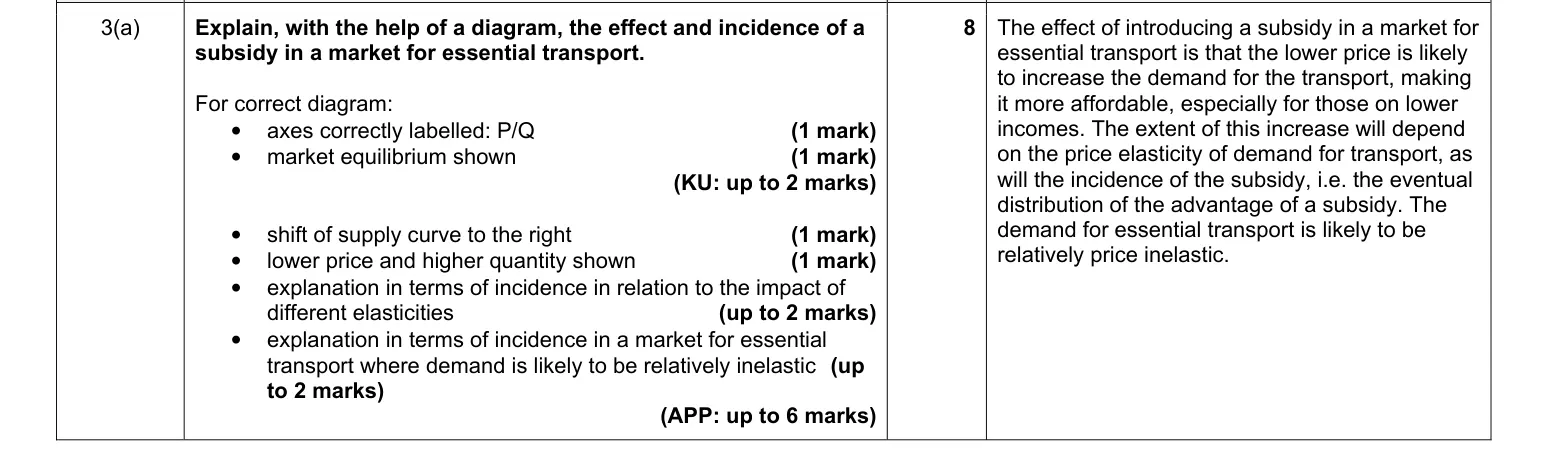 3(a)
Explain, with the help of a diagram, the effect and incidence of a
subsidy in a market for essential transport.
For correct diagram:
• axes correctly labelled: P/Q (1 mark)
• market equilibrium shown (1 mark)
(KU: up to 2 marks)
• shift of supply curve to the right (1 mark)
• lower price and higher quantity shown (1 mark)
• explanation in terms of incidence in relation to the impact of
different elasticities (up to 2 marks)
• explanation in terms of incidence in a market for essential
transport where demand is likely to be relatively inelastic (up
to 2 marks)
(APP: up to 6 marks)
8
The effect of introducing a subsidy in a market for
essential transport is that the lower price is likely
to increase the demand for the transport, making
it more affordable, especially for those on lower
incomes. The extent of this increase will depend
on the price elasticity of demand for transport, as
will the incidence of the subsidy, i.e. the eventual
distribution of the advantage of a subsidy. The
demand for essential transport is likely to be
relatively price inelastic.